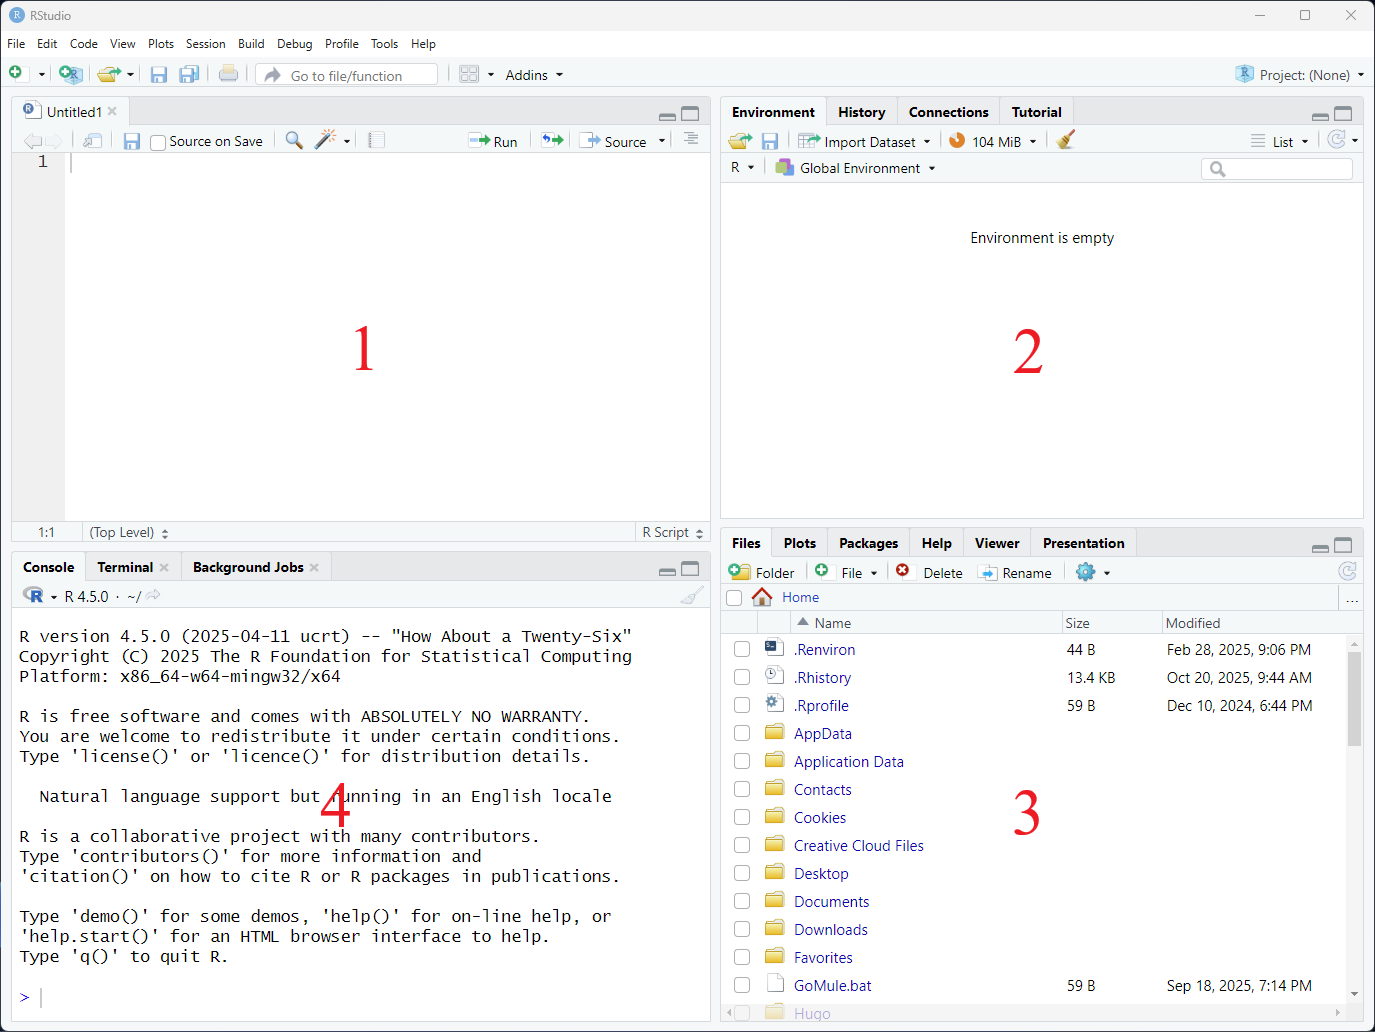 RStudio
File Edit Code View Plots Session Build Debug Profile Tools Help
Go to file/function Addins Project: (None)
Untitled1
Source on Save Run Source
1
1
1:1 (Top Level) R Script
Environment History Connections Tutorial
Import Dataset 104 MiB List
R Global Environment
Environment is empty
2
Console Terminal Background Jobs
R 4.5.0 · ~/
R version 4.5.0 (2025-04-11 ucrt) -- "How About a Twenty-Six"
Copyright (C) 2025 The R Foundation for Statistical Computing
Platform: x86_64-w64-mingw32/x64
R is free software and comes with ABSOLUTELY NO WARRANTY.
You are welcome to redistribute it under certain conditions.
Type 'license()' or 'licence()' for distribution details.
Natural language support but running in an English locale
4
R is a collaborative project with many contributors.
Type 'contributors()' for more information and
'citation()' on how to cite R or R packages in publications.
Type 'demo()' for some demos, 'help()' for on-line help, or
'help.start()' for an HTML browser interface to help.
Type 'q()' to quit R.
>
Files Plots Packages Help Viewer Presentation
Folder File Delete Rename
Home ...
Name Size Modified
.Renviron 44 B Feb 28, 2025, 9:06 PM
.Rhistory 13.4 KB Oct 20, 2025, 9:44 AM
.Rprofile 59 B Dec 10, 2024, 6:44 PM
AppData
Application Data
Contacts
3
Cookies
Creative Cloud Files
Desktop
Documents
Downloads
Favorites
GoMule.bat 59 B Sep 18, 2025, 7:14 PM
Hugo